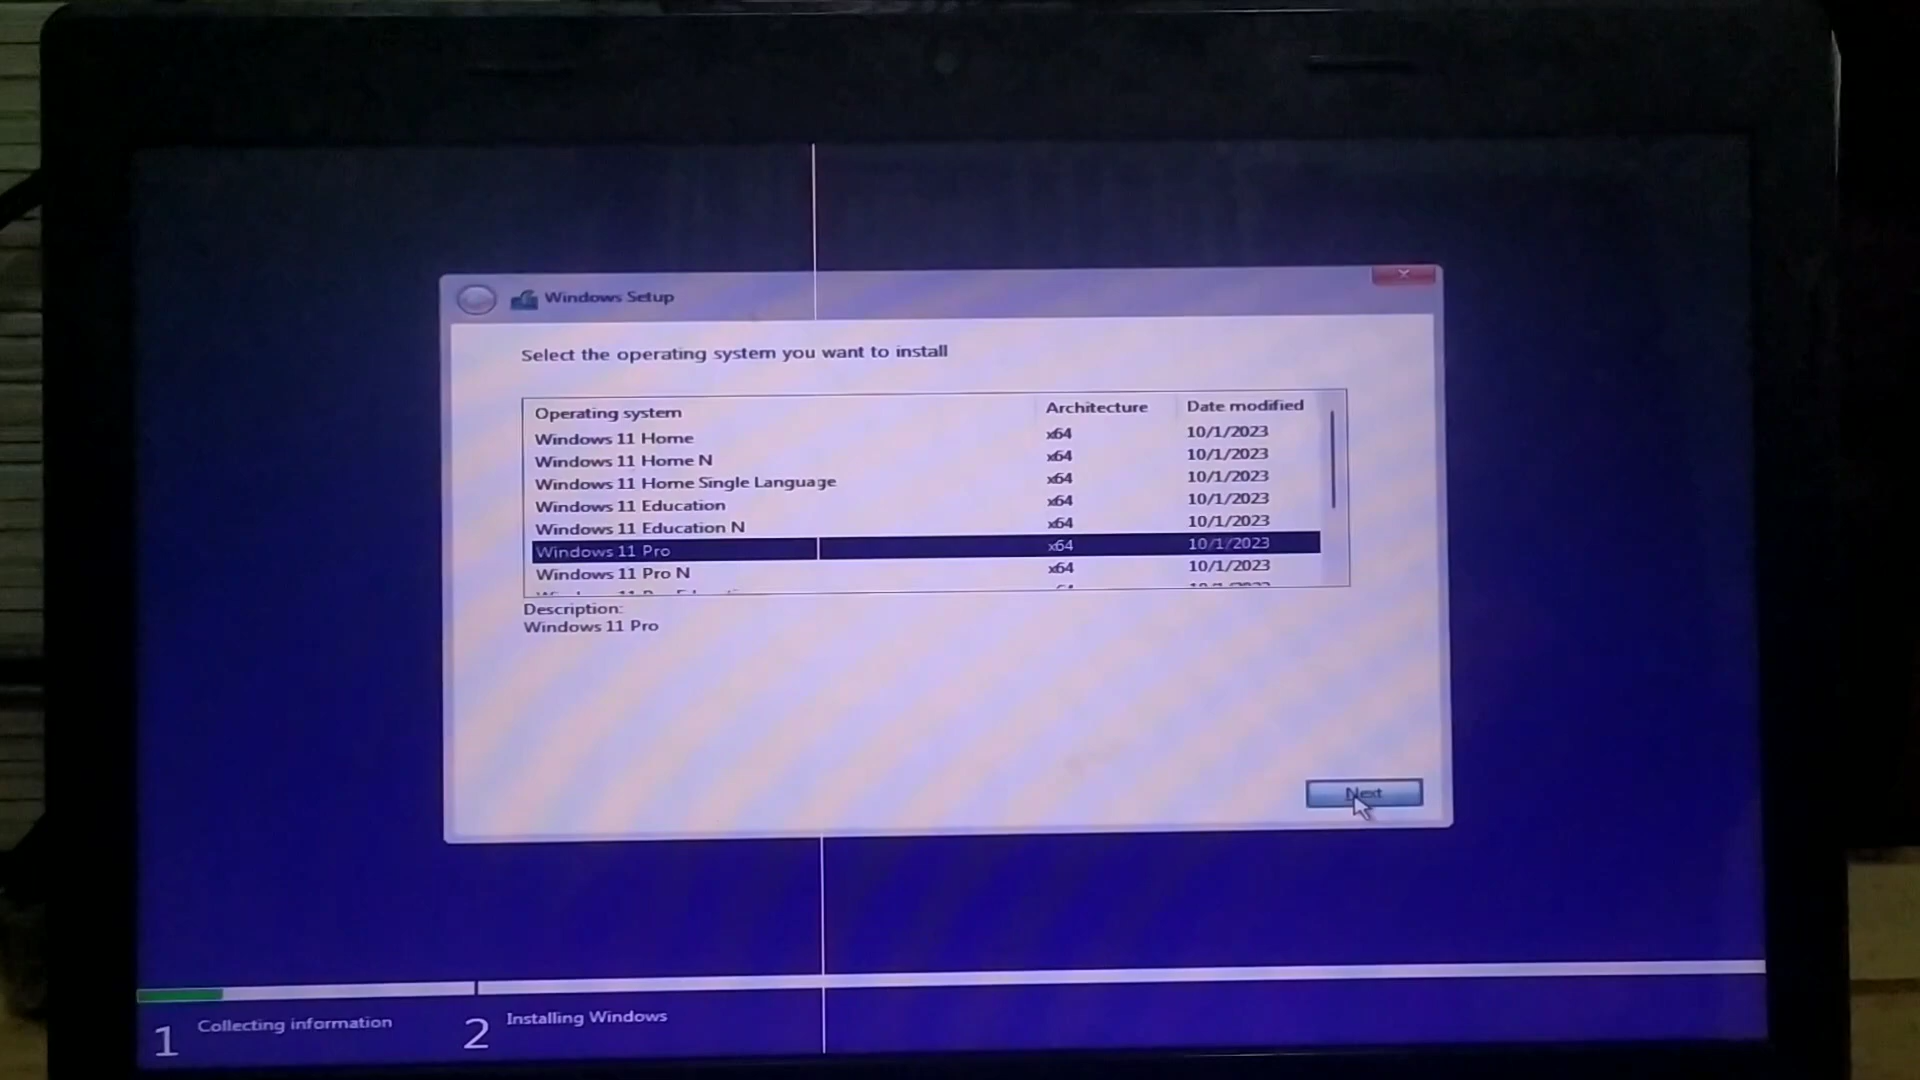 Windows Setup
Select the operating system you want to install
Operating system Architecture Date modified
Windows 11 Home x64 10/1/2023
Windows 11 Home N x64 10/1/2023
Windows 11 Home Single Language x64 10/1/2023
Windows 11 Education x64 10/1/2023
Windows 11 Education N x64 10/1/2023
Windows 11 Pro x64 10/1/2023
Windows 11 Pro N x64 10/1/2023
Description:
Windows 11 Pro
Next
1 Collecting information 2 Installing Windows